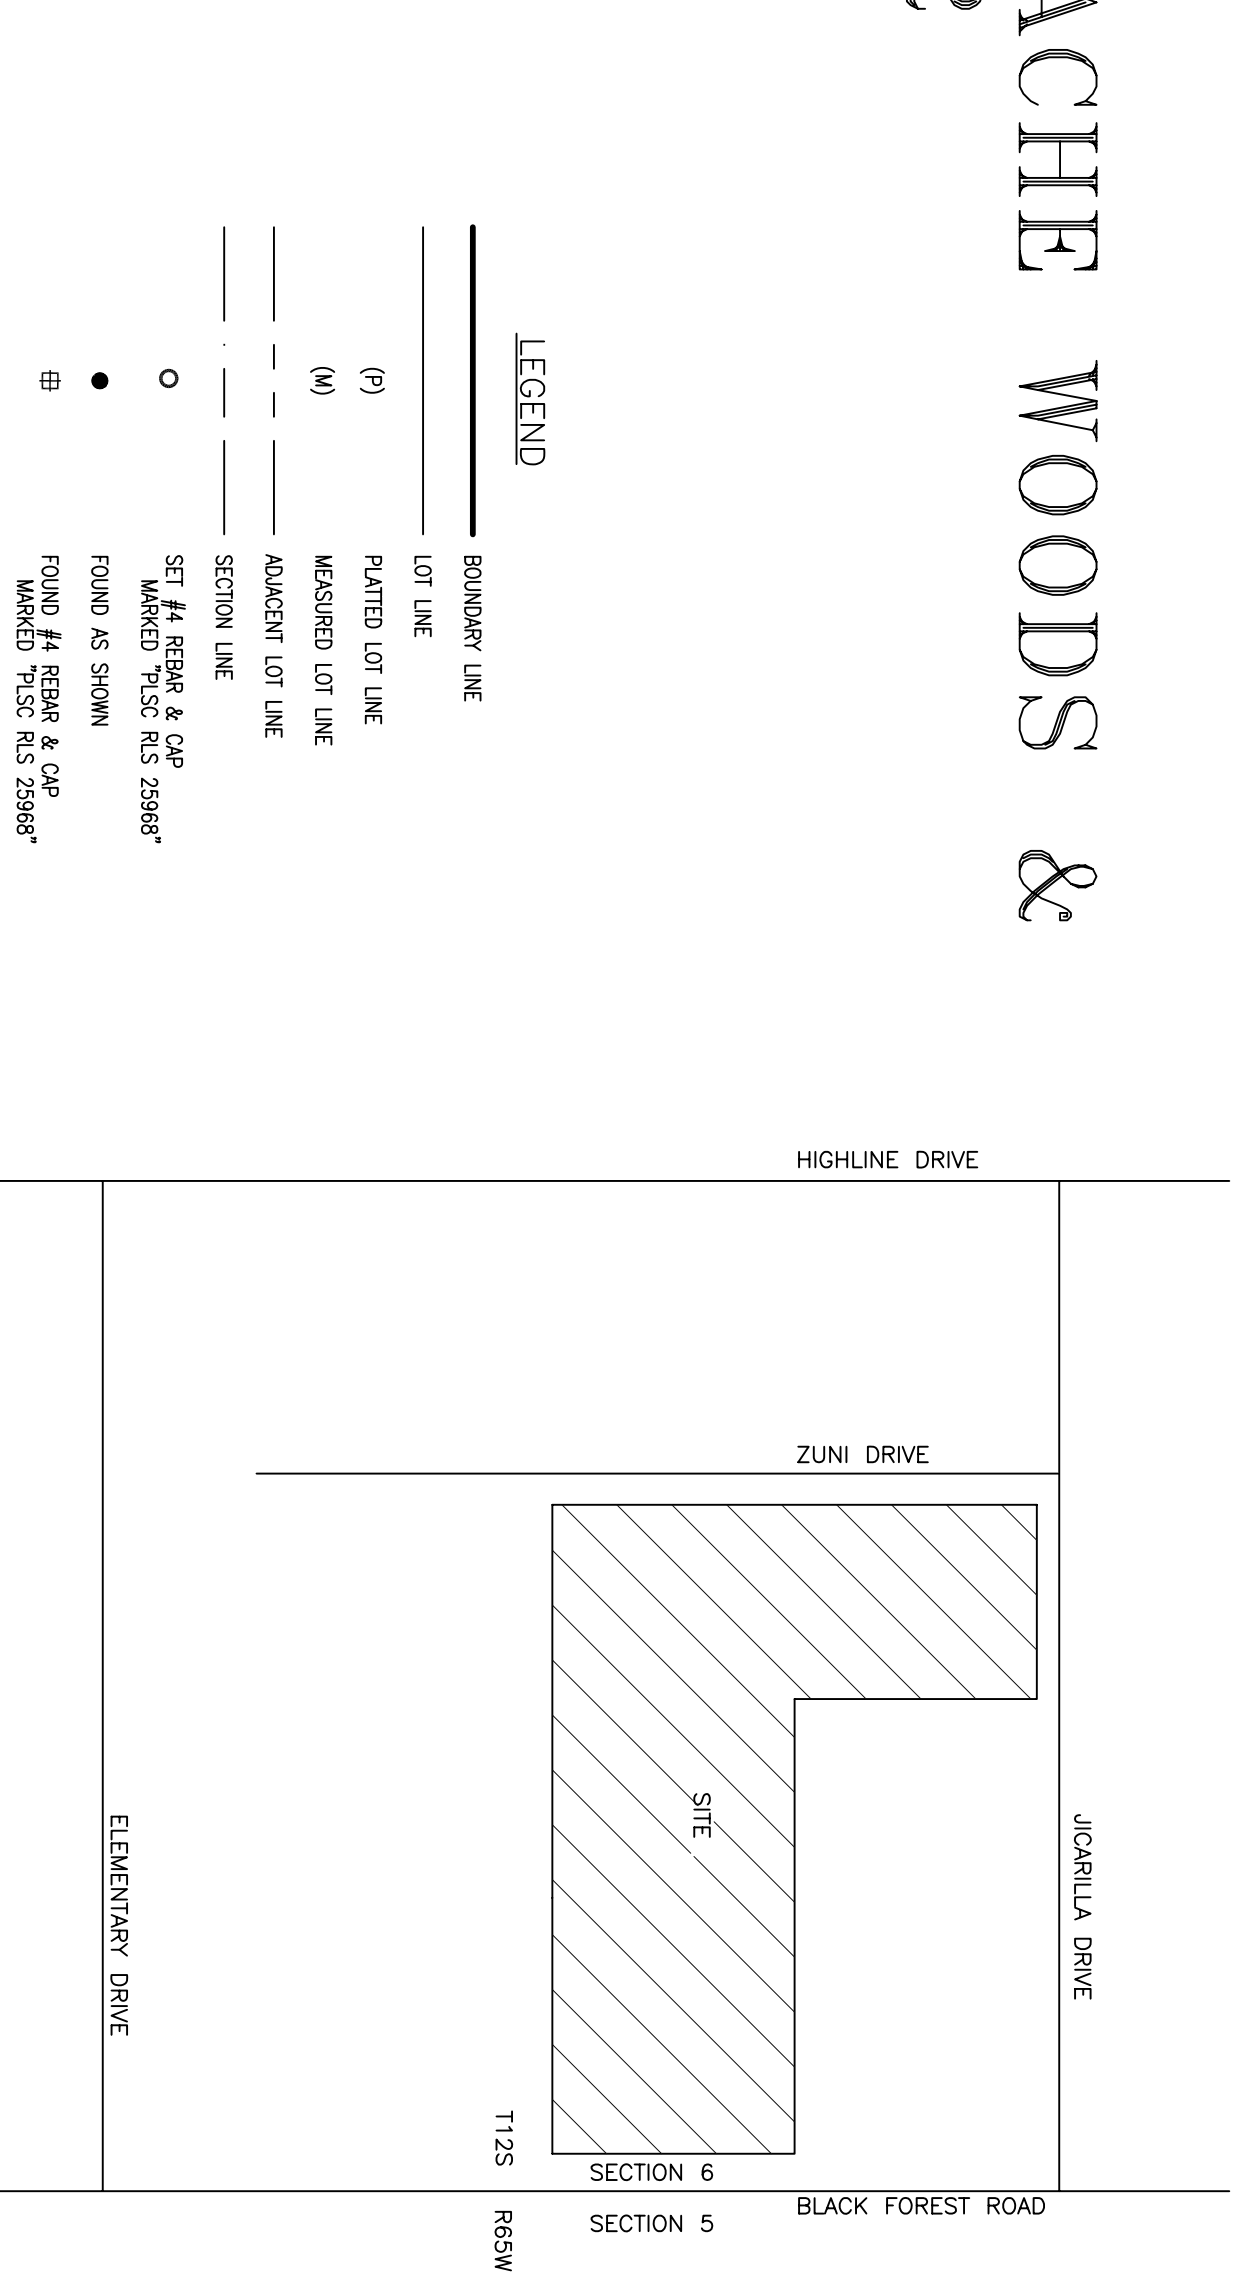 ACHE WOODS &
LEGEND
BOUNDARY LINE
LOT LINE
(P) PLATTED LOT LINE
(M) MEASURED LOT LINE
ADJACENT LOT LINE
SECTION LINE
SET #4 REBAR & CAP
MARKED "PLSC RLS 25968"
FOUND AS SHOWN
FOUND #4 REBAR & CAP
MARKED "PLSC RLS 25968"
HIGHLINE DRIVE
JICARILLA DRIVE
ZUNI DRIVE
SITE
ELEMENTARY DRIVE
T12S R65W
SECTION 6
SECTION 5
BLACK FOREST ROAD